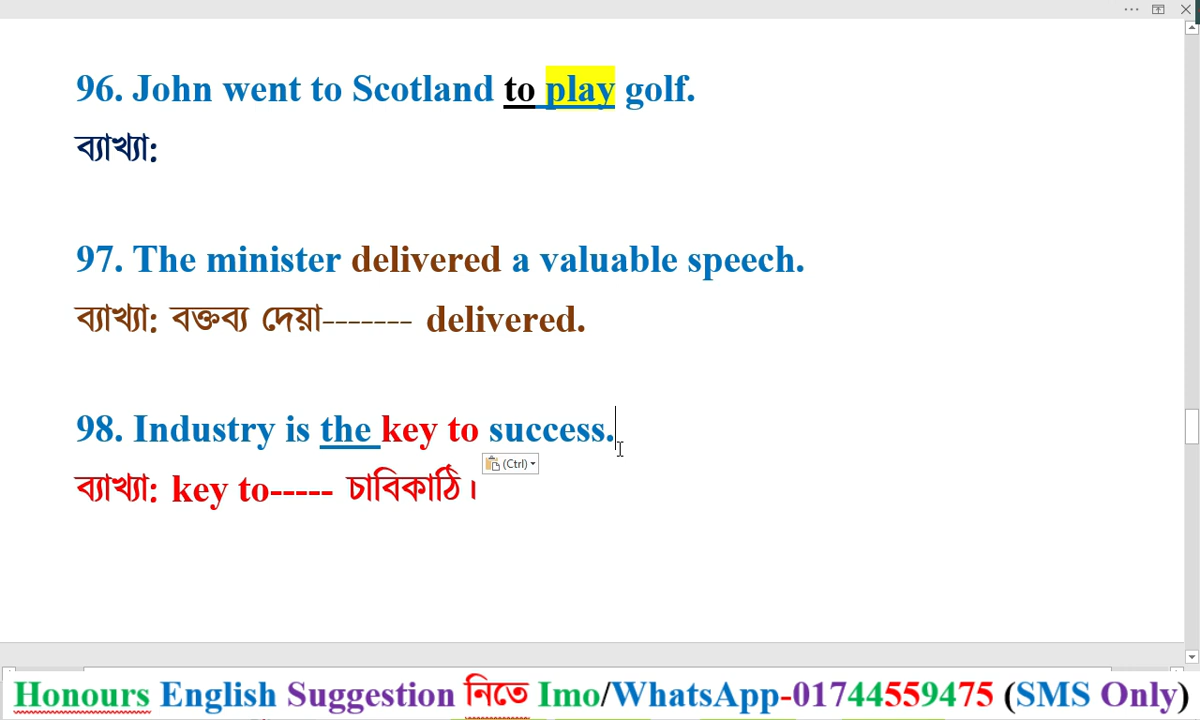 96. John went to Scotland to play golf.
ব্যাখ্যা:
97. The minister delivered a valuable speech.
ব্যাখ্যা: বক্তব্য দেয়া------- delivered.
98. Industry is the key to success.
(Ctrl)
ব্যাখ্যা: key to----- চাবিকাঠি।
Honours English Suggestion নিতে Imo/WhatsApp-01744559475 (SMS Only)